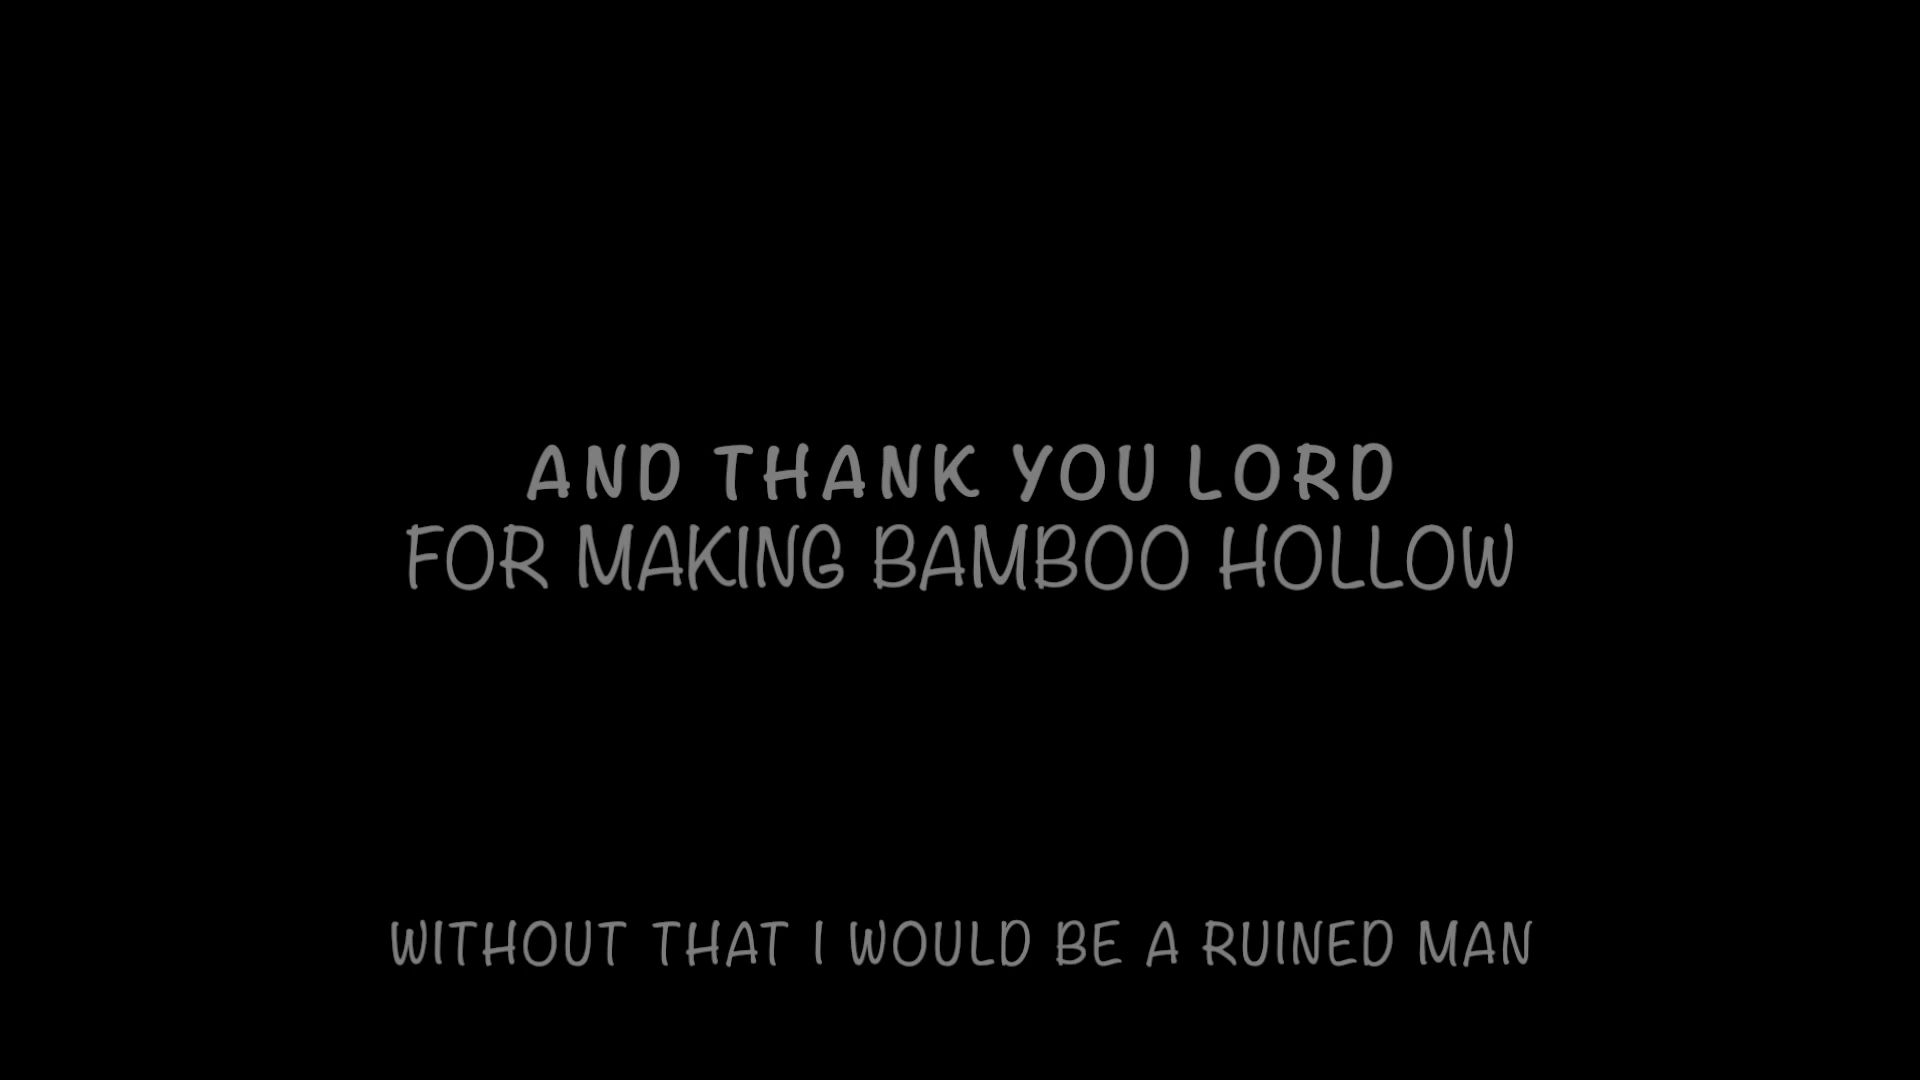 AND THANK YOU LORD
FOR MAKING BAMBOO HOLLOW
WITHOUT THAT I WOULD BE A RUINED MAN